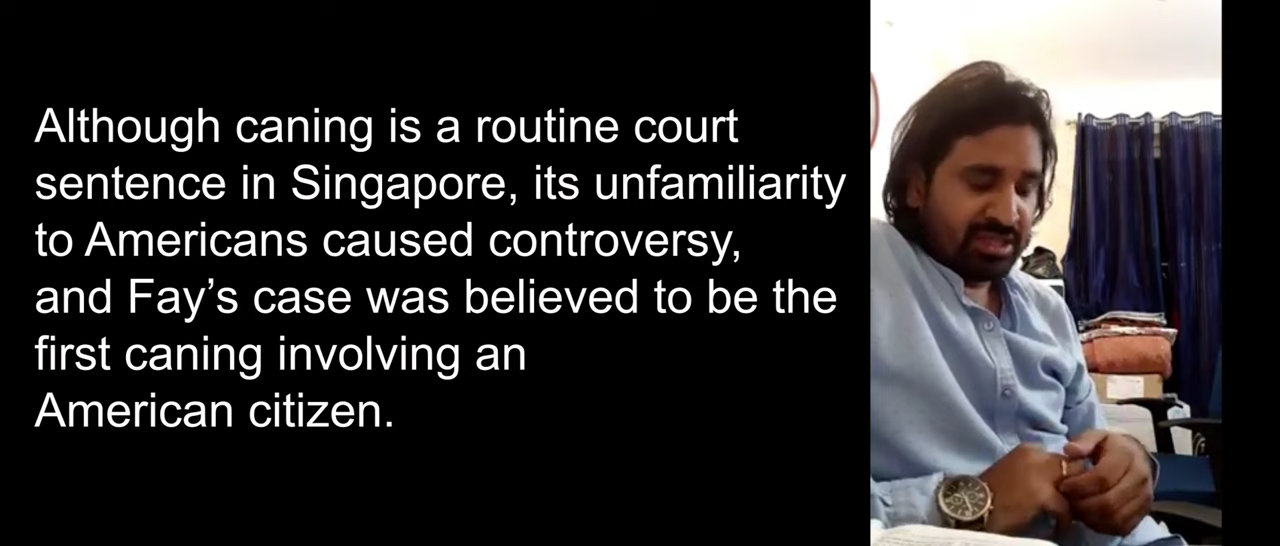 Although caning is a routine court
sentence in Singapore, its unfamiliarity
to Americans caused controversy,
and Fay’s case was believed to be the
first caning involving an
American citizen.